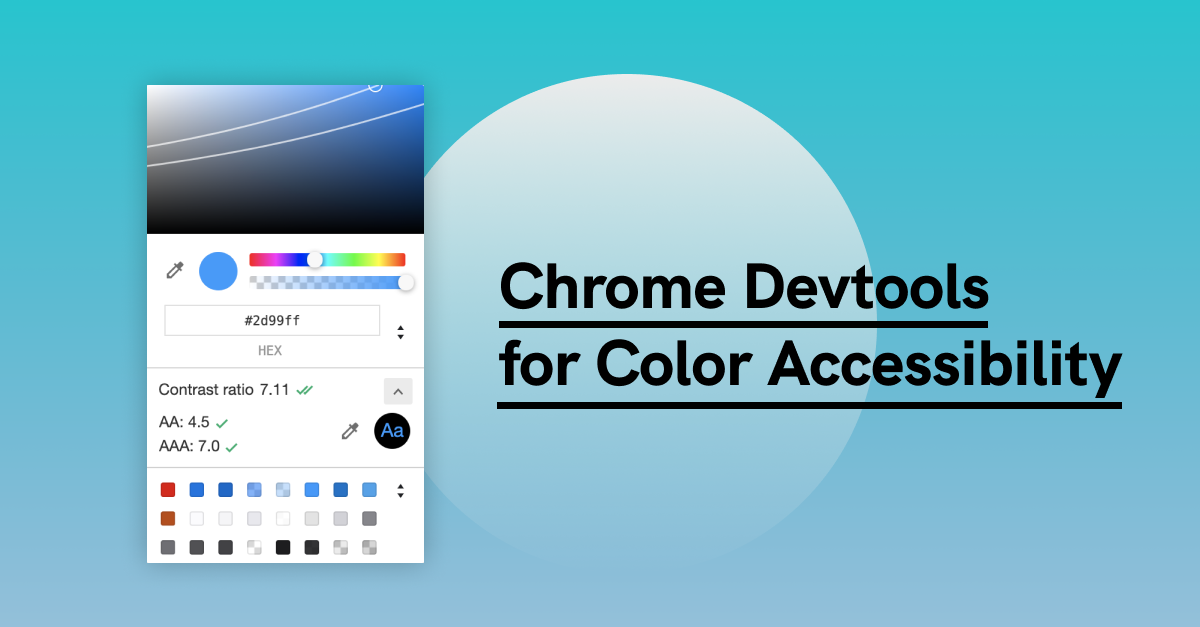 #2d99ff
HEX
Contrast ratio 7.11
AA: 4.5
AAA: 7.0
Aa
Chrome Devtools
for Color Accessibility